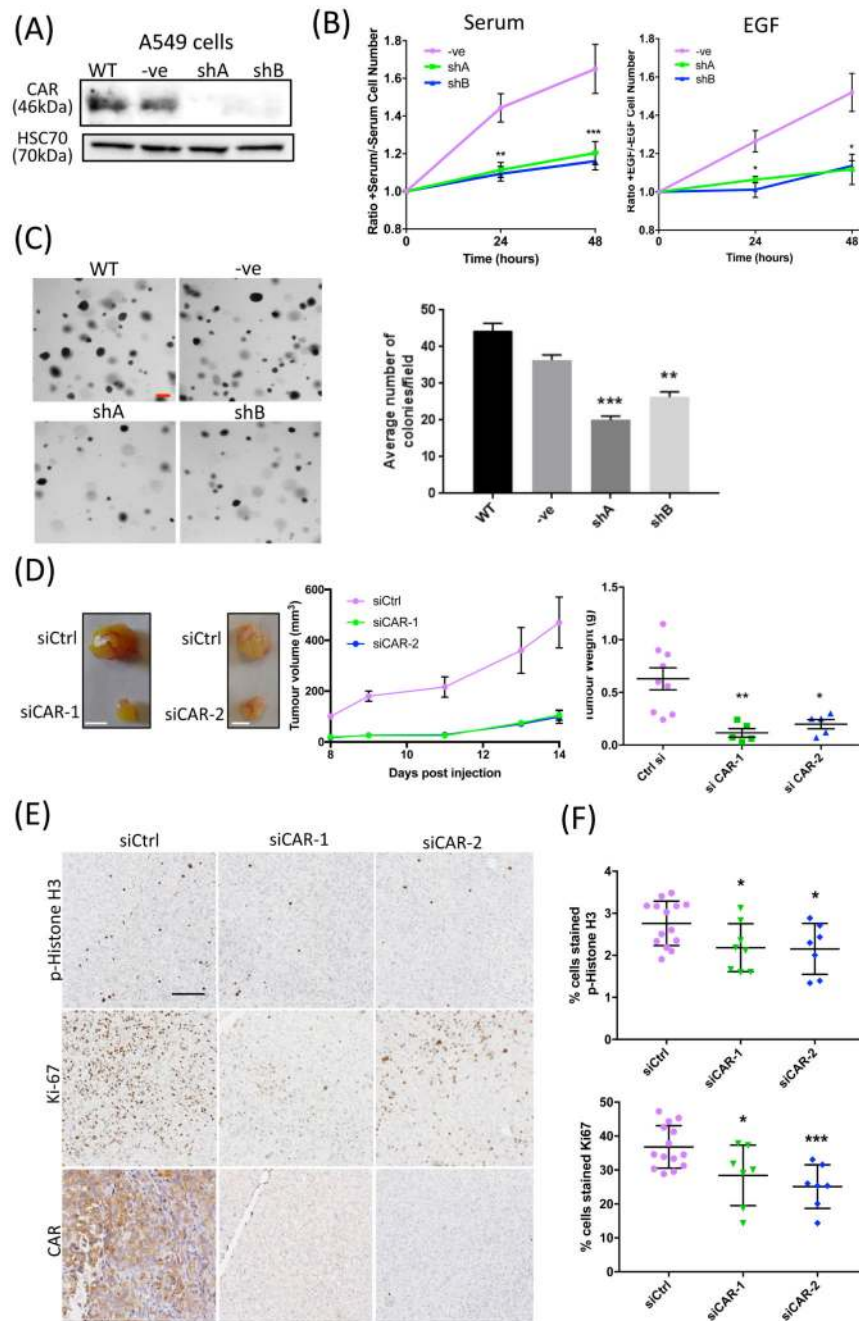 (A)
A549 cells
WT -ve shA shB
CAR
(46kDa)
HSC70
(70kDa)
(B)
Serum
Ratio +Serum/-Serum Cell Number
1.8
1.6
1.4
1.2
1.0
0.8
-ve
shA
shB
**
***
0 24 48
Time (hours)
EGF
Ratio +EGF/-EGF Cell Number
1.8
1.6
1.4
1.2
1.0
0.8
-ve
shA
shB
*
*
0 24 48
Time (hours)
(C)
WT -ve
shA shB
Average number of
colonies/field
50
40
30
20
10
0
***
**
WT -ve shA shB
(D)
siCtrl
siCAR-1
siCtrl
siCAR-2
Tumour volume (mm³)
600
400
200
0
siCtrl
siCAR-1
siCAR-2
8 10 12 14
Days post injection
Tumour Weight (g)
1.5
1.0
0.5
0.0
**
*
Ctrl si si CAR-1 si CAR-2
(E)
siCtrl siCAR-1 siCAR-2
p-Histone H3
Ki-67
CAR
(F)
% cells stained
p-Histone H3
4
3
2
1
0
*
*
siCtrl siCAR-1 siCAR-2
% cells stained Ki67
50
40
30
20
10
0
*
***
siCtrl siCAR-1 siCAR-2